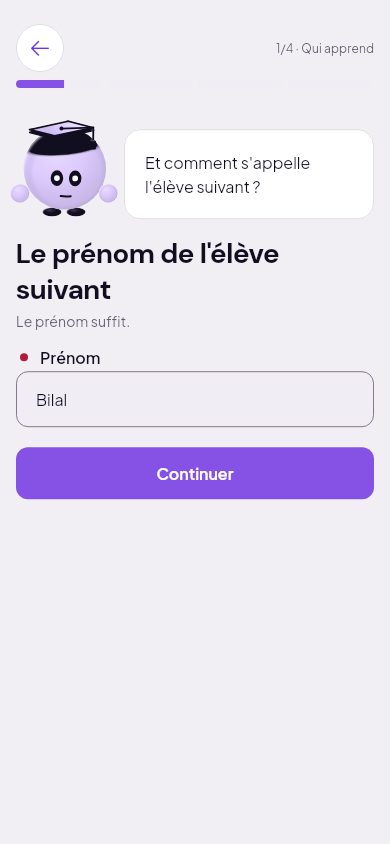 1/4 · Qui apprend
Et comment s'appelle
l'élève suivant ?
Le prénom de l'élève
suivant
Le prénom suffit.
Prénom
Bilal
Continuer